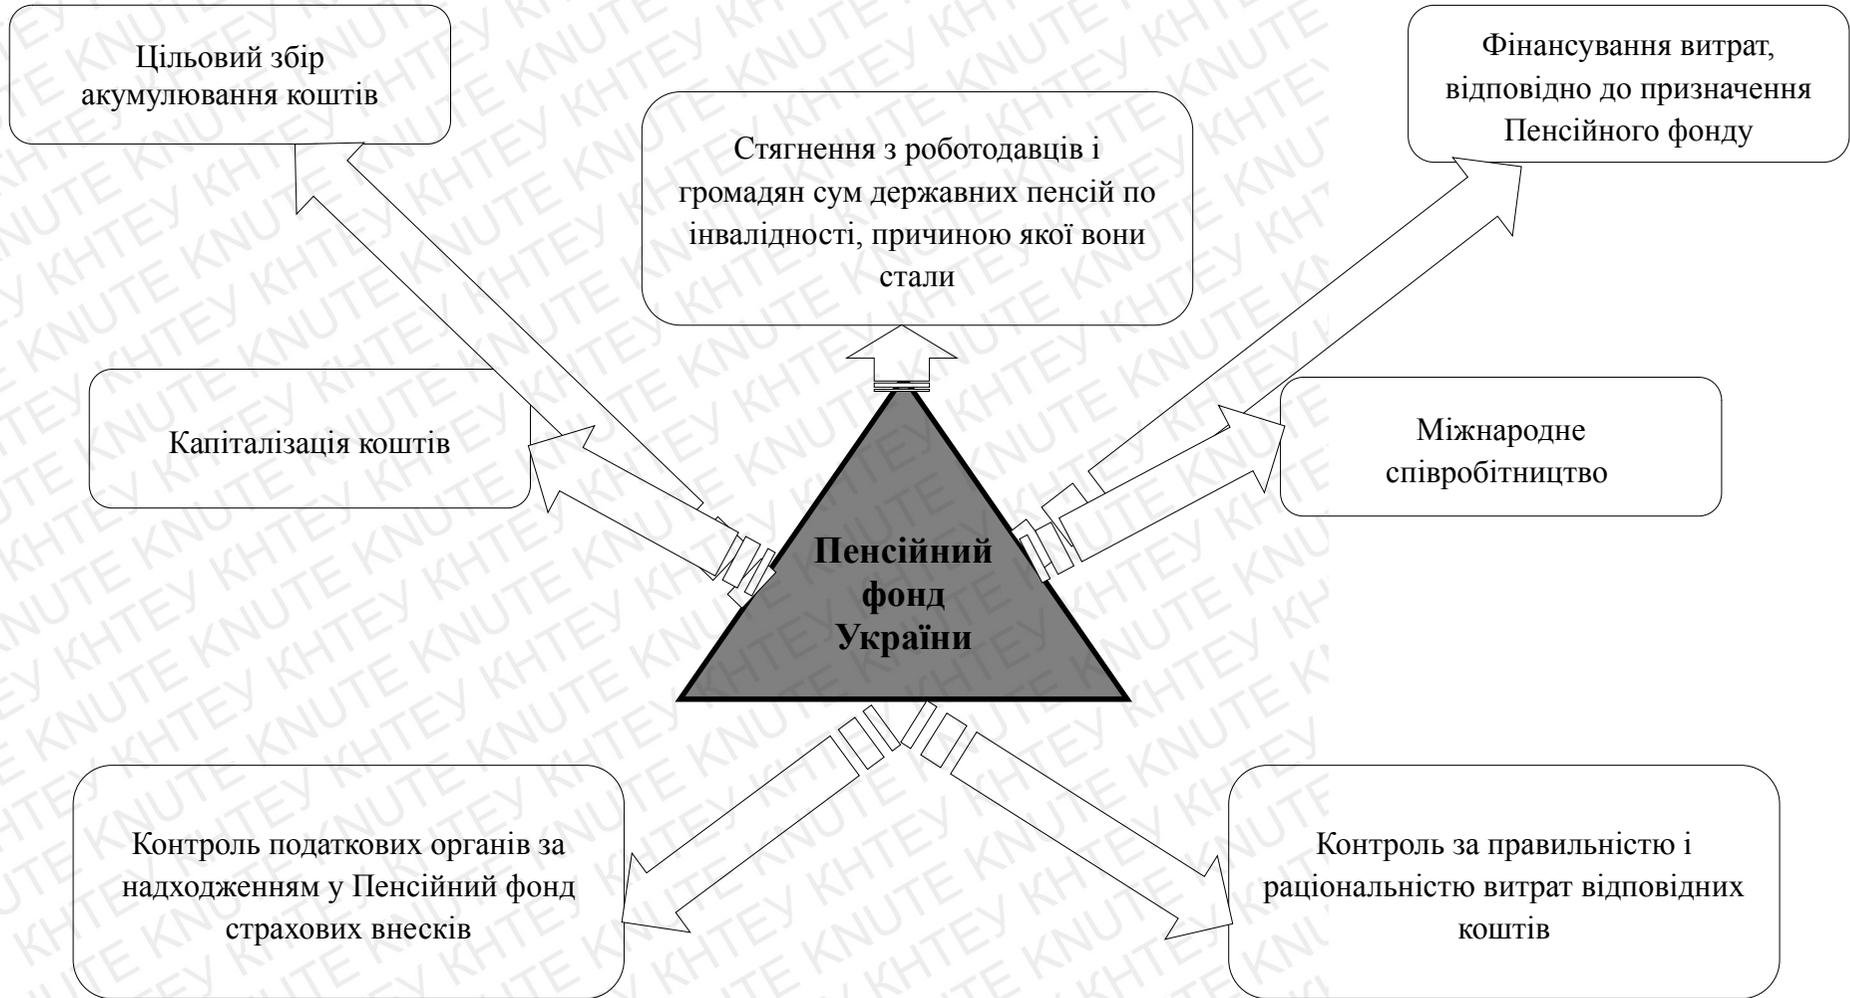 Цільовий збір
акумулювання коштів
Стягнення з роботодавців і
громадян сум державних пенсій по
інвалідності, причиною якої вони
стали
Фінансування витрат,
відповідно до призначення
Пенсійного фонду
Капіталізація коштів
Міжнародне
співробітництво
Пенсійний
фонд
України
Контроль податкових органів за
надходженням у Пенсійний фонд
страхових внесків
Контроль за правильністю і
раціональністю витрат відповідних
коштів
КНТЕУ KNUTE